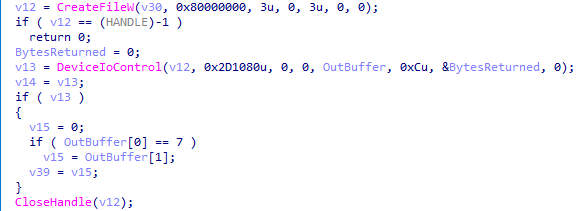 v12 = CreateFileW(v30, 0x80000000, 3u, 0, 3u, 0, 0);
if ( v12 == (HANDLE)-1 )
return 0;
BytesReturned = 0;
v13 = DeviceIoControl(v12, 0x2D1080u, 0, 0, OutBuffer, 0xCu, &BytesReturned, 0);
v14 = v13;
if ( v13 )
{
v15 = 0;
if ( OutBuffer[0] == 7 )
v15 = OutBuffer[1];
v39 = v15;
}
CloseHandle(v12);